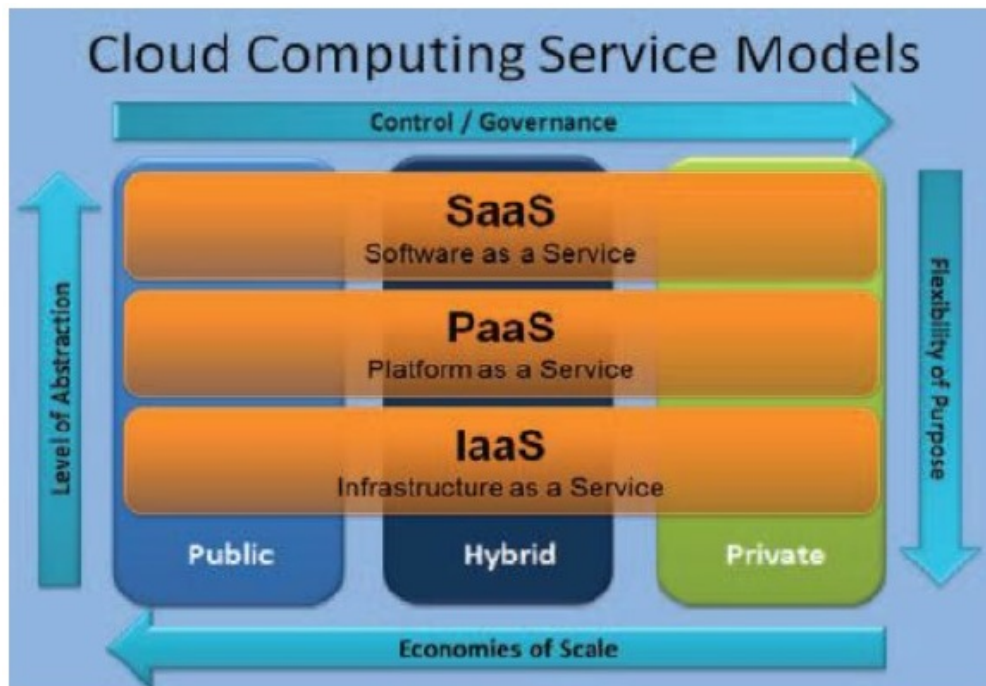 Cloud Computing Service Models
Control / Governance
Level of Abstraction
SaaS
Software as a Service
PaaS
Platform as a Service
IaaS
Infrastructure as a Service
Public
Hybrid
Private
Flexibility of Purpose
Economies of Scale